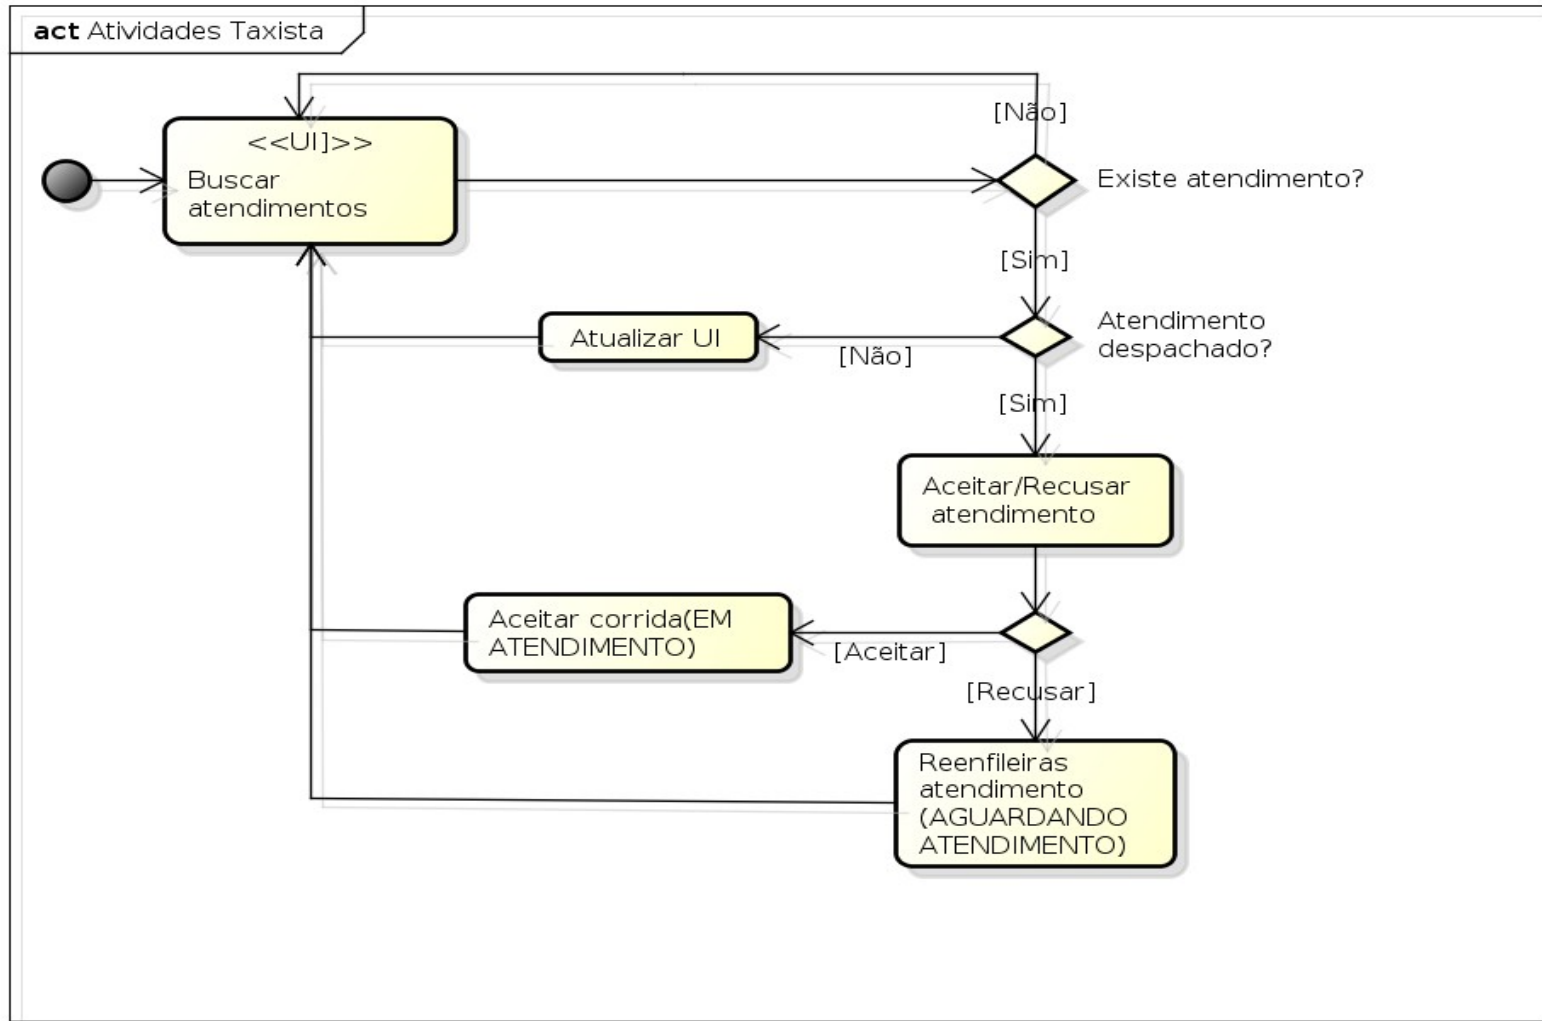 act Atividades Taxista
[Não]
<<UI]>>
Buscar
atendimentos
Existe atendimento?
[Sim]
Atualizar UI
[Não]
Atendimento
despachado?
[Sim]
Aceitar/Recusar
atendimento
Aceitar corrida(EM
ATENDIMENTO)
[Aceitar]
[Recusar]
Reenfileiras
atendimento
(AGUARDANDO
ATENDIMENTO)